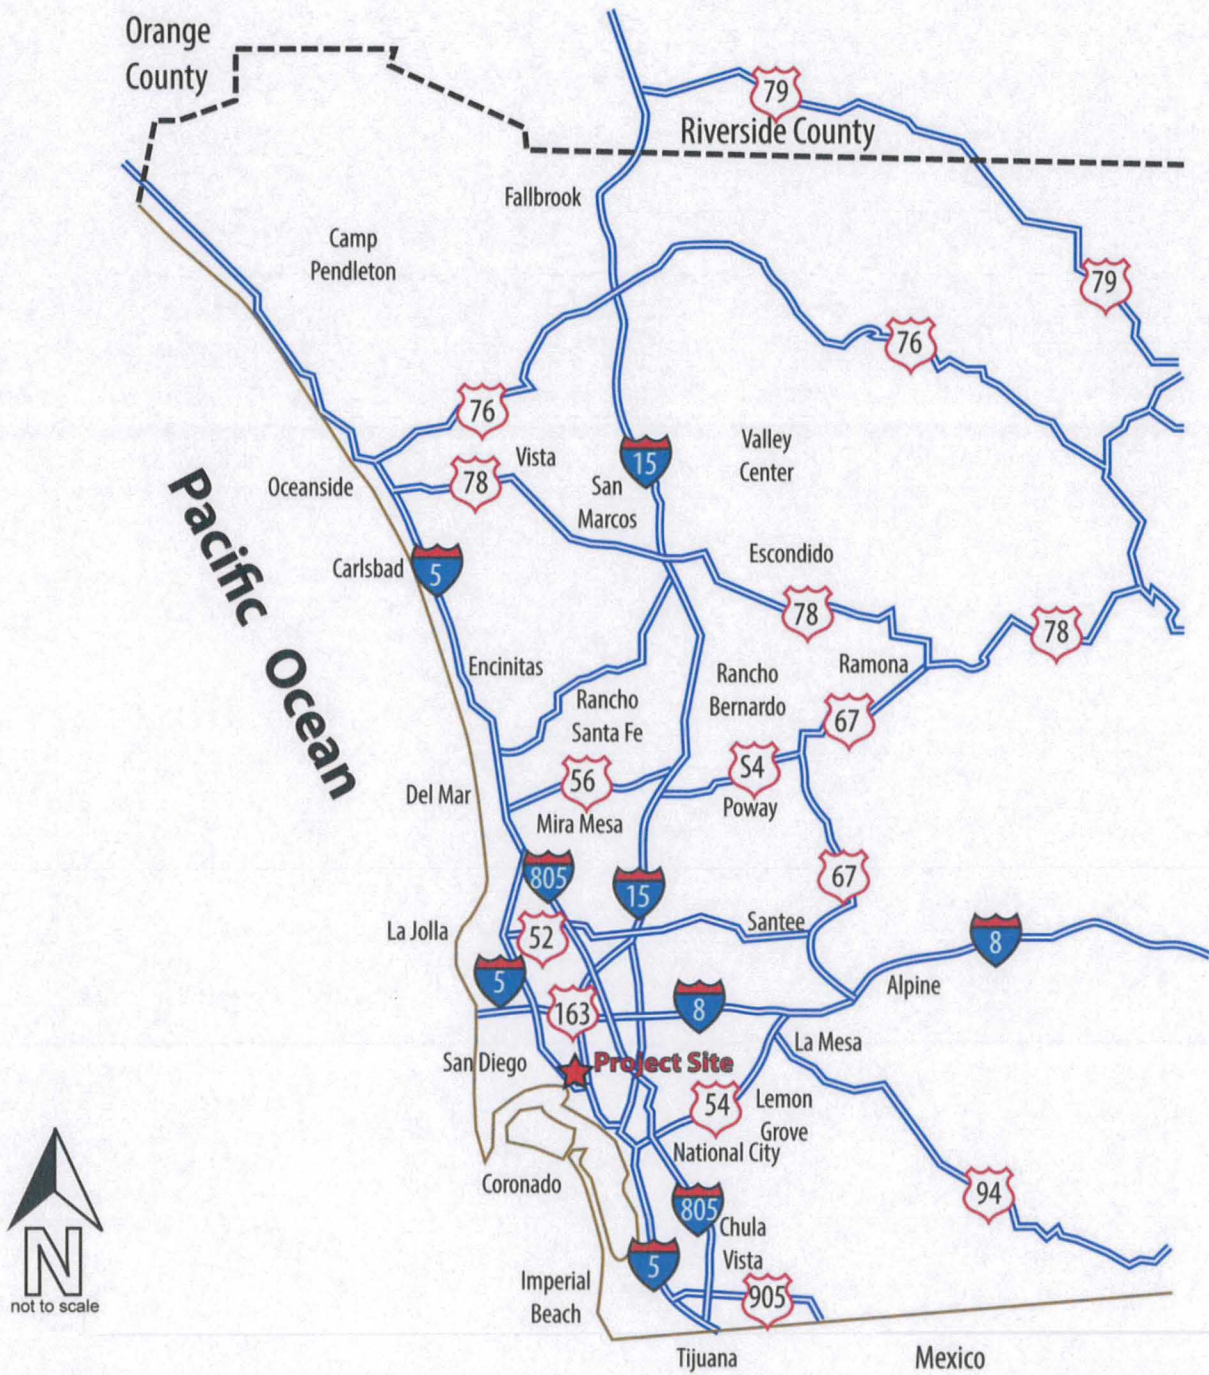 Orange
County
79
Riverside County
Fallbrook
Camp
Pendleton
79
76
76
Valley
Center
Vista
15
78
San
Marcos
Oceanside
Pacific Ocean
Carlsbad
5
Escondido
78
78
Encinitas
Ramona
Rancho
Bernardo
Rancho
Santa Fe
67
56
S4
Del Mar
Poway
Mira Mesa
805
15
67
La Jolla
52
Santee
8
5
Alpine
163
8
La Mesa
San Diego
Project Site
54
Lemon
Grove
National City
Coronado
94
805
Chula
Vista
5
N
not to scale
Imperial
Beach
905
Tijuana
Mexico